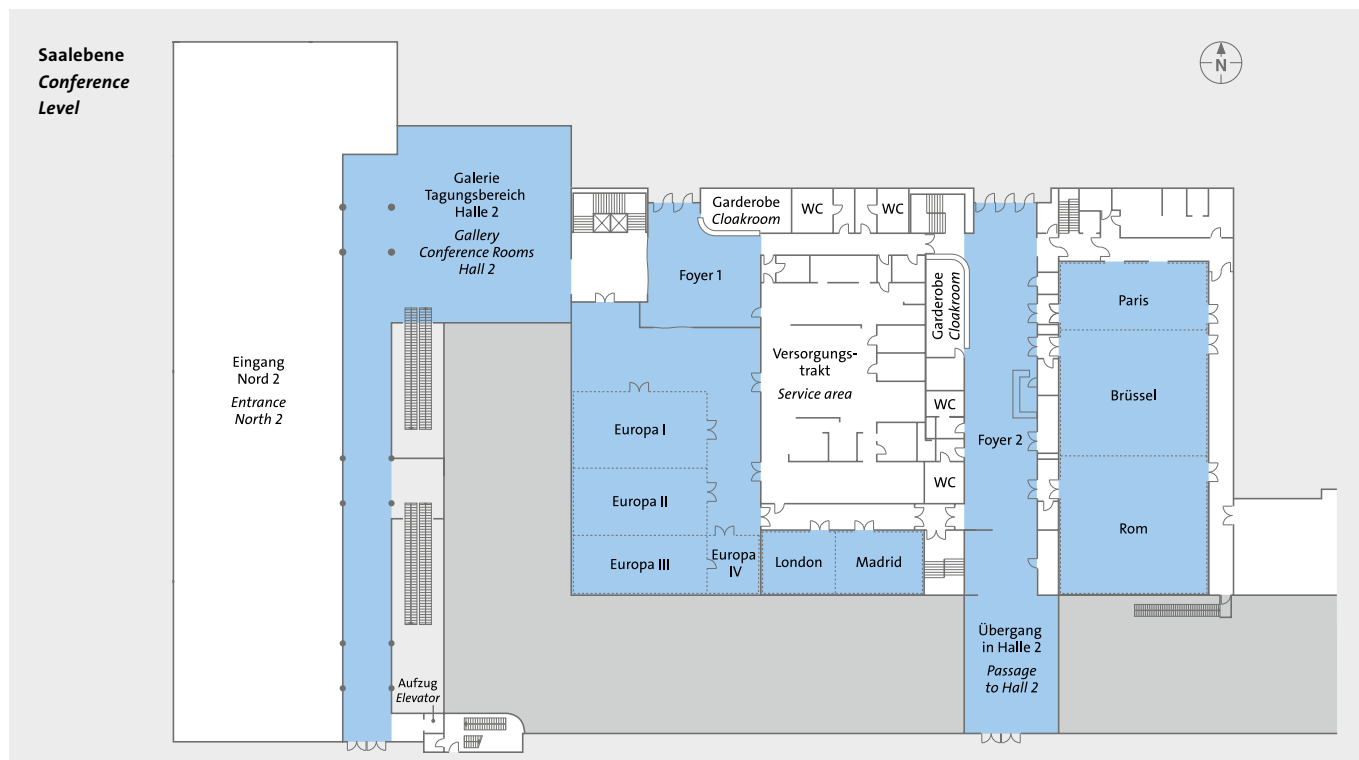 Saalebene
Conference
Level
N
Galerie
Tagungsbereich
Halle 2
Gallery
Conference Rooms
Hall 2
Garderobe
Cloakroom
WC
WC
Foyer 1
Garderobe
Cloakroom
Paris
Eingang
Nord 2
Entrance
North 2
Versorgungs-
trakt
Service area
Brüssel
WC
Europa I
Foyer 2
WC
Europa II
Rom
Europa III
Europa
IV
London
Madrid
Übergang
in Halle 2
Passage
to Hall 2
Aufzug
Elevator